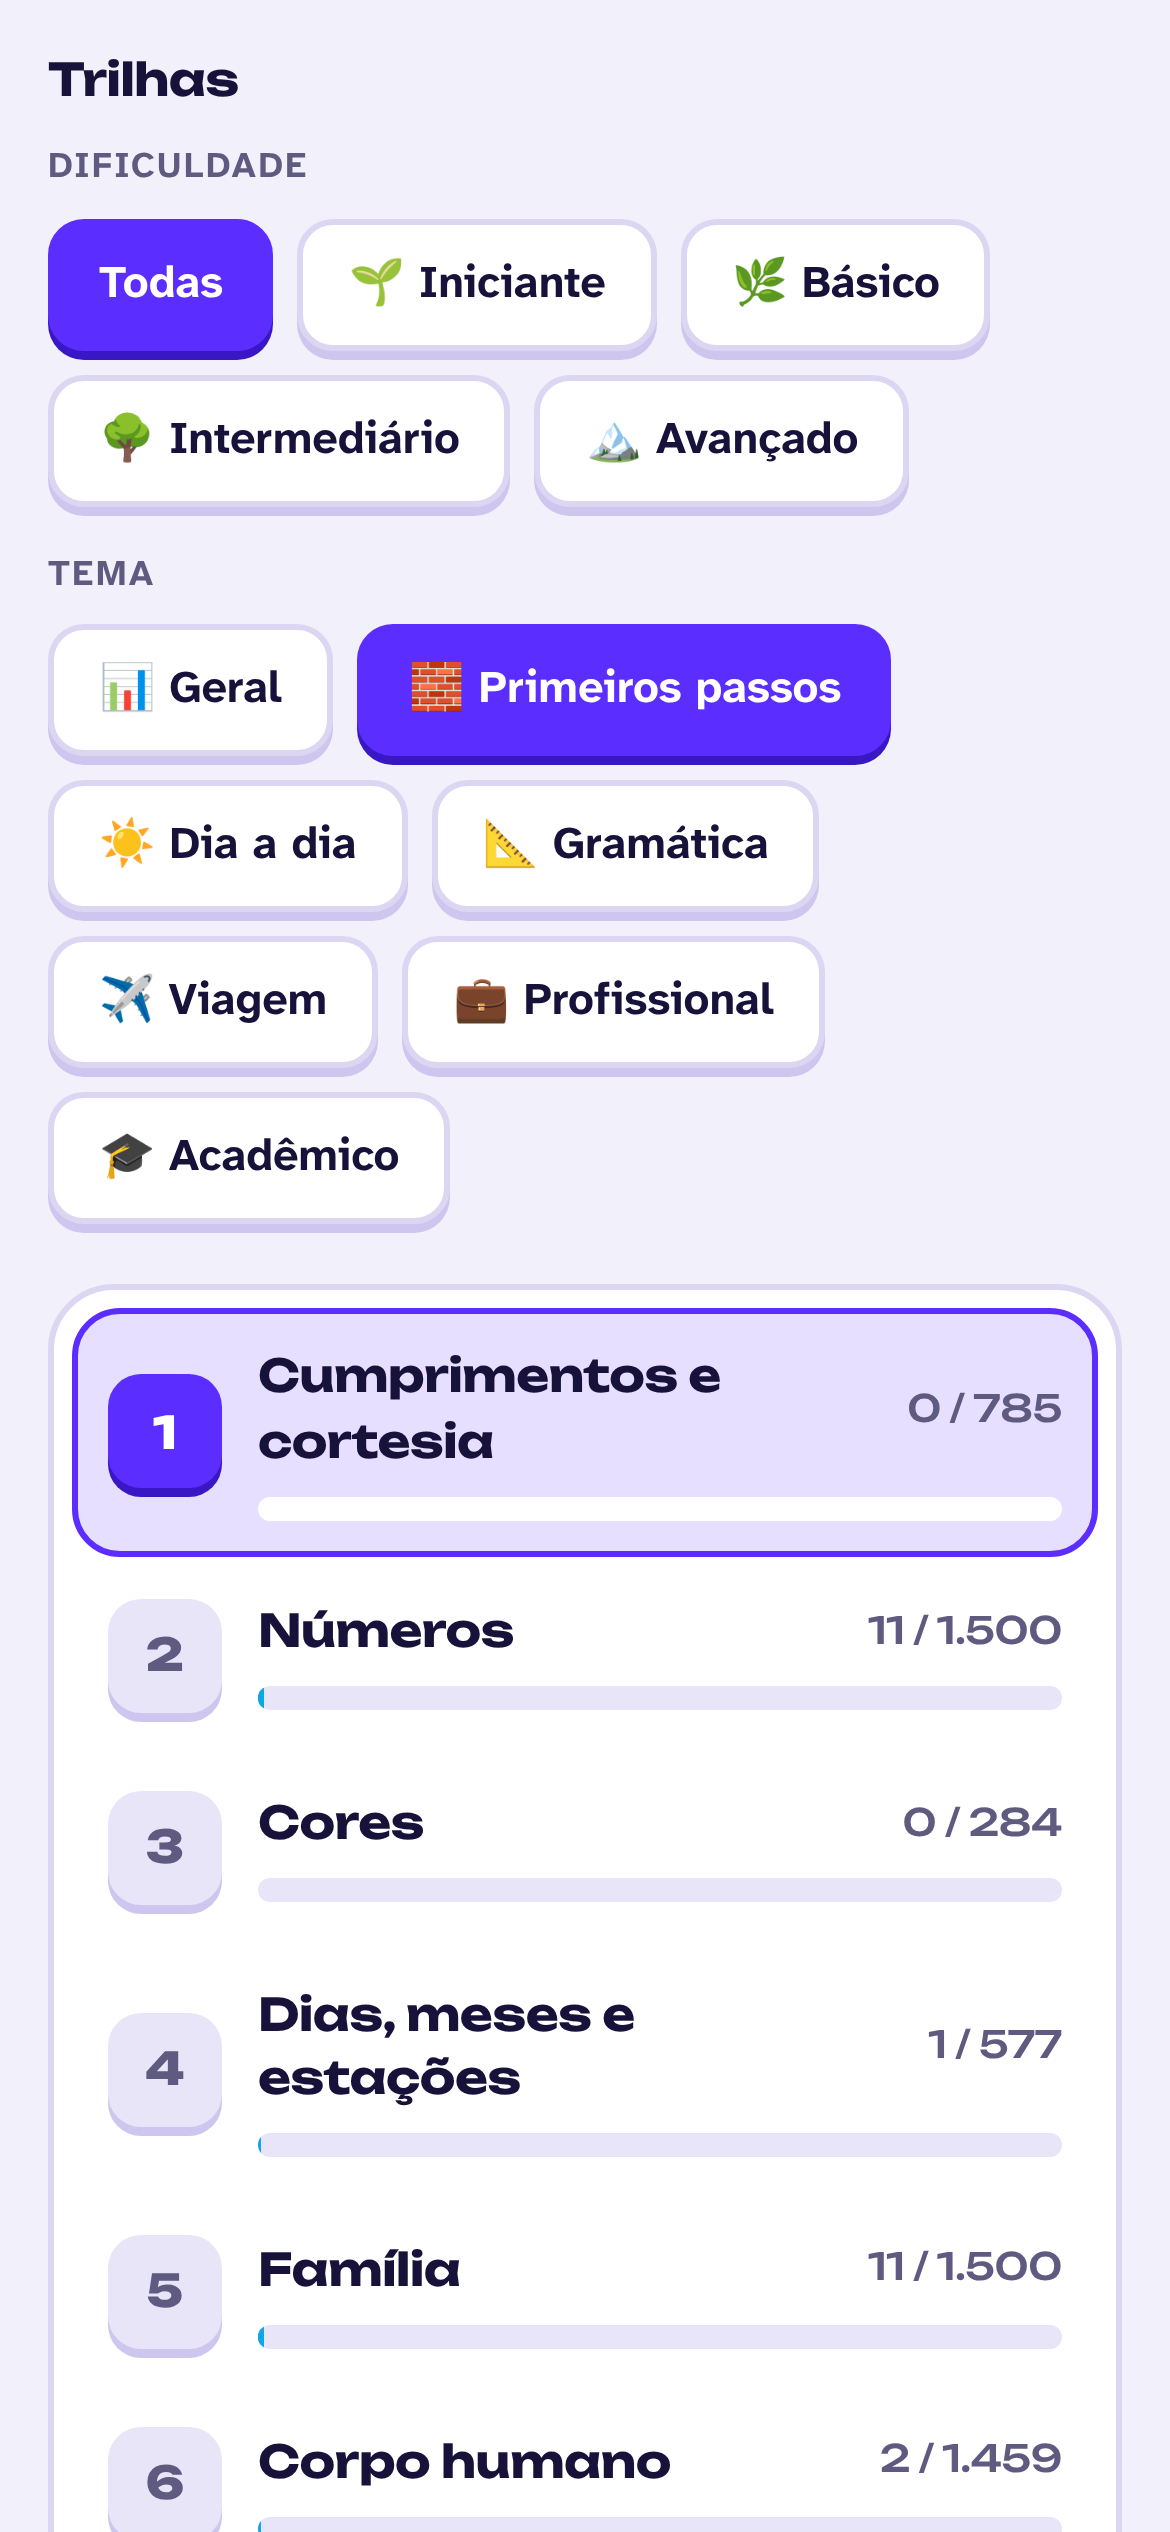 Trilhas
DIFICULDADE
Todas
Iniciante
Básico
Intermediário
Avançado
TEMA
Geral
Primeiros passos
Dia a dia
Gramática
Viagem
Profissional
Acadêmico
1
Cumprimentos e
cortesia
0 / 785
2
Números
11 / 1.500
3
Cores
0 / 284
4
Dias, meses e
estações
1 / 577
5
Família
11 / 1.500
6
Corpo humano
2 / 1.459